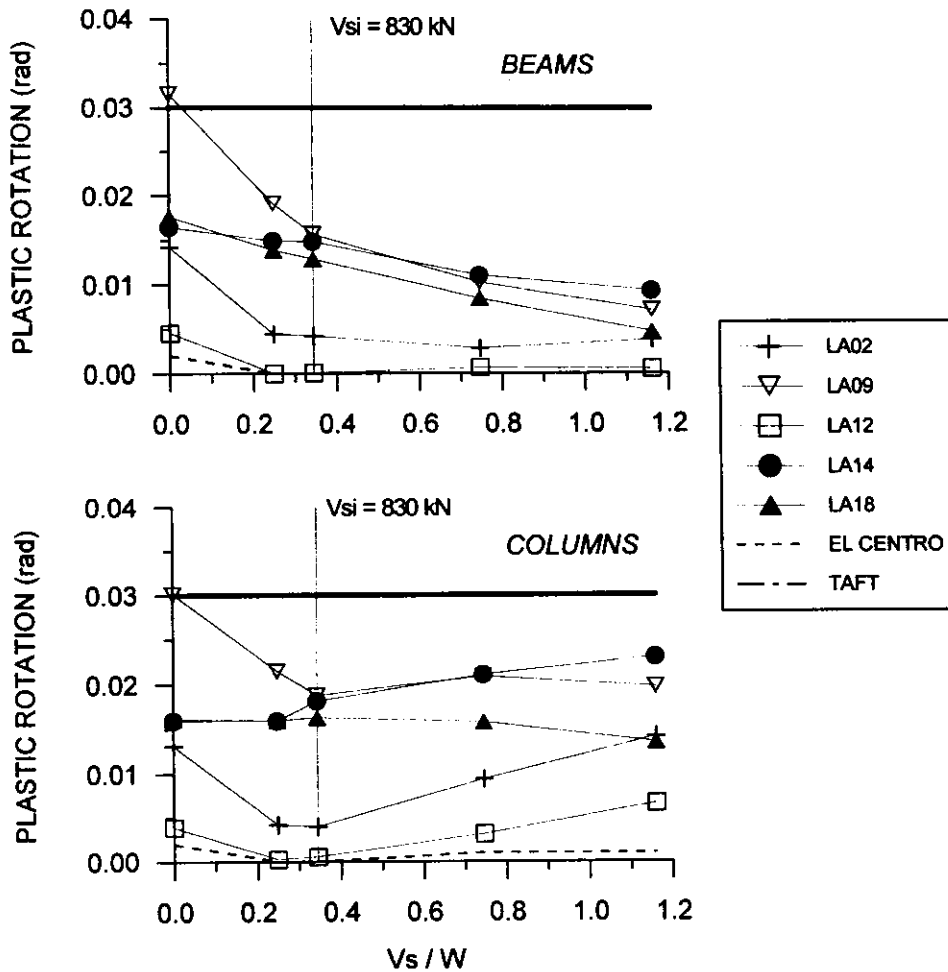 Vsi = 830 kN
BEAMS
PLASTIC ROTATION (rad)
0.04
0.03
0.02
0.01
0.00
0.0 0.2 0.4 0.6 0.8 1.0 1.2
Vsi = 830 kN
COLUMNS
PLASTIC ROTATION (rad)
0.04
0.03
0.02
0.01
0.00
0.0 0.2 0.4 0.6 0.8 1.0 1.2
Vs / W
LA02
LA09
LA12
LA14
LA18
EL CENTRO
TAFT